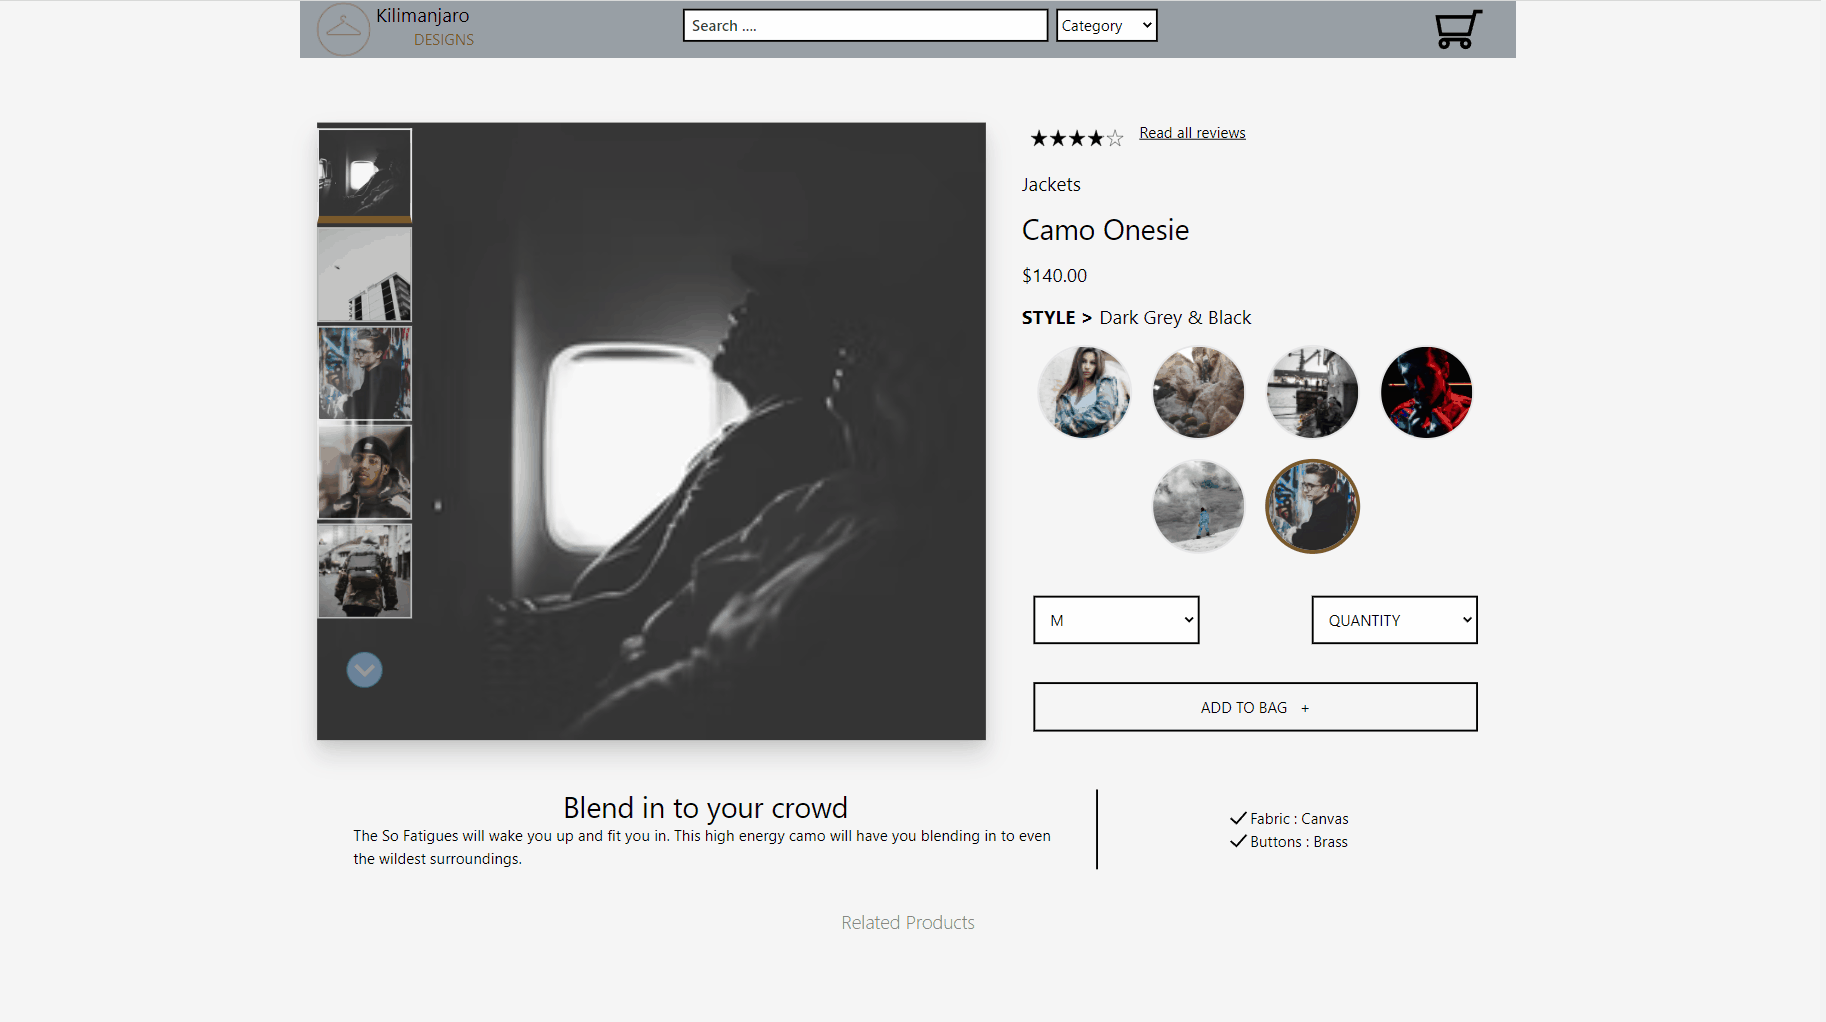 Kilimanjaro
DESIGNS
Search ....
Category
Read all reviews
Jackets
Camo Onesie
$140.00
STYLE > Dark Grey & Black
M
QUANTITY
ADD TO BAG +
Blend in to your crowd
The So Fatigues will wake you up and fit you in. This high energy camo will have you blending in to even
the wildest surroundings.
Fabric : Canvas
Buttons : Brass
Related Products